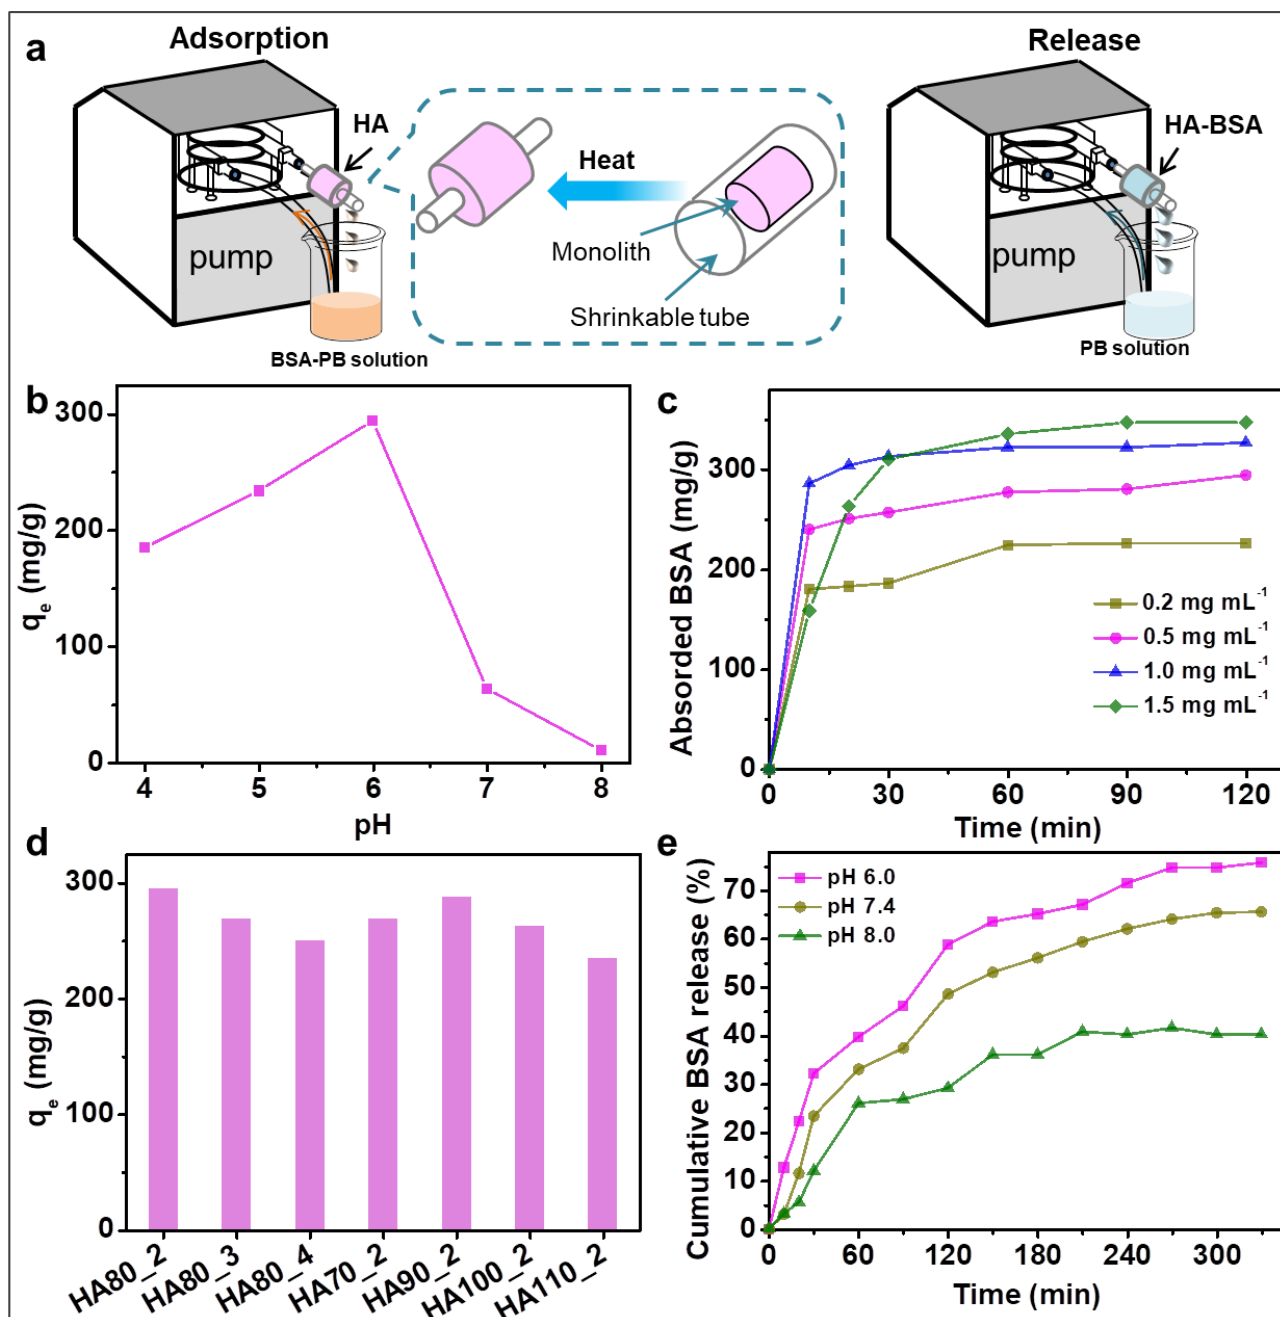 a
Adsorption
Release
HA
Heat
HA-BSA
pump
Monolith
Shrinkable tube
pump
BSA-PB solution
PB solution
b
300
200
100
0
qe (mg/g)
4 5 6 7 8
pH
c
300
200
100
0
Absorded BSA (mg/g)
0.2 mg mL-1
0.5 mg mL-1
1.0 mg mL-1
1.5 mg mL-1
0 30 60 90 120
Time (min)
d
300
200
100
0
qe (mg/g)
HA80_2
HA80_3
HA80_4
HA70_2
HA90_2
HA100_2
HA110_2
e
70
60
50
40
30
20
10
0
Cumulative BSA release (%)
pH 6.0
pH 7.4
pH 8.0
0 60 120 180 240 300
Time (min)